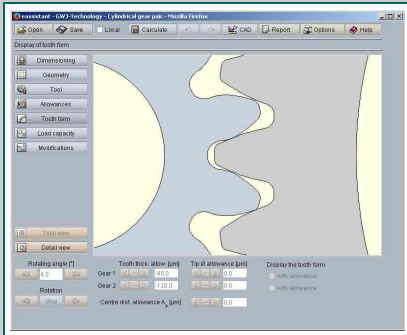 eassistant - GWJ-Technology - Cylindrical gear pair - Mozilla Firefox
Open Save Local Calculate CAD Report Options Help
Display of tooth form
Dimensioning
Geometry
Tool
Allowances
Tooth form
Load capacity
Modifications
Total view
Detail view
Rotating angle [°] Tooth thick. allow. [µm] Tip Ø allowance [µm] Display the tooth form
4.0 Gear 1 -90.0 0.0 with allowance
Rotation Gear 2 -120.0 0.0 with allowance
Stop Centre dist. allowance A [µm] 0.0